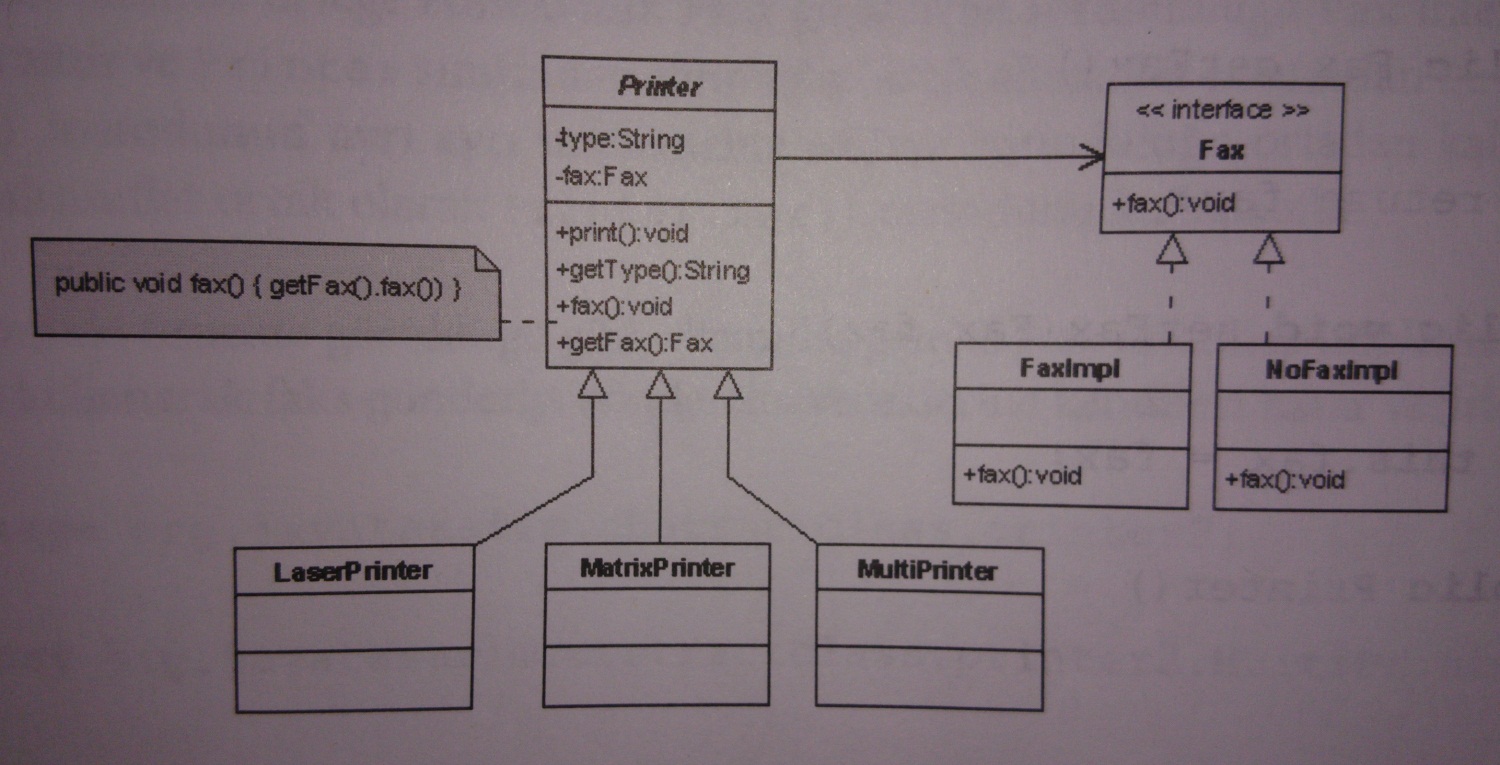 Printer
-type:String
-fax:Fax
+print():void
+getType():String
+fax():void
+getFax():Fax
<< interface >>
Fax
+fax():void
public void fax() { getFax().fax()) }
FaxImpl
+fax():void
NoFaxImpl
+fax():void
LaserPrinter
MatrixPrinter
MultiPrinter